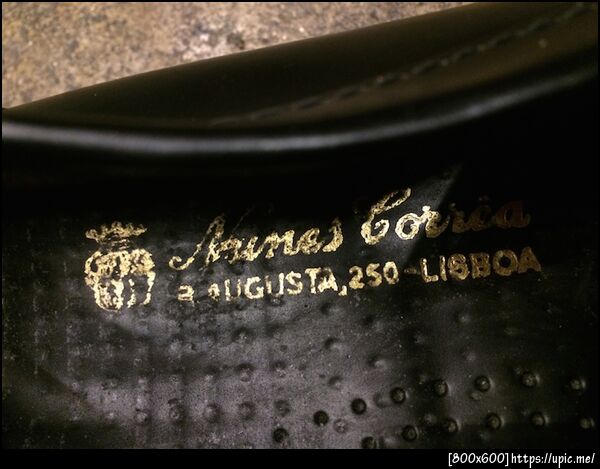 Nunes Corrêa
R. AUGUSTA, 250-LISBOA
[800x600]https://upic.me/